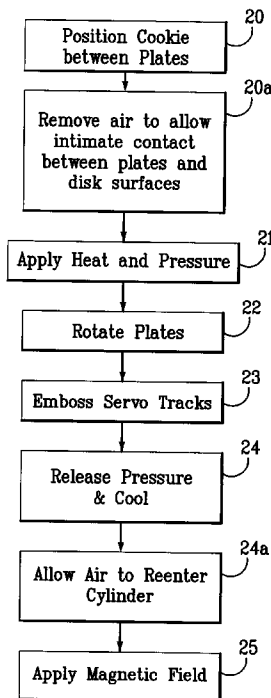 20
Position Cookie
between Plates
20a
Remove air to allow
intimate contact
between plates and
disk surfaces
21
Apply Heat and Pressure
22
Rotate Plates
23
Emboss Servo Tracks
24
Release Pressure
& Cool
24a
Allow Air to Reenter
Cylinder
25
Apply Magnetic Field